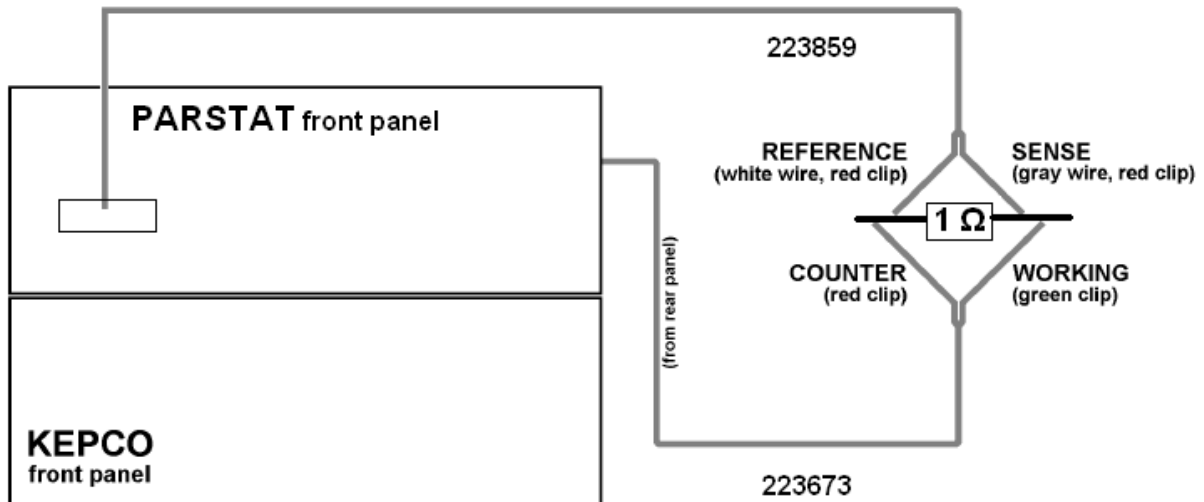 223859
PARSTAT front panel
REFERENCE
(white wire, red clip)
SENSE
(gray wire, red clip)
1 Ω
COUNTER
(red clip)
WORKING
(green clip)
(from rear panel)
KEPCO
front panel
223673